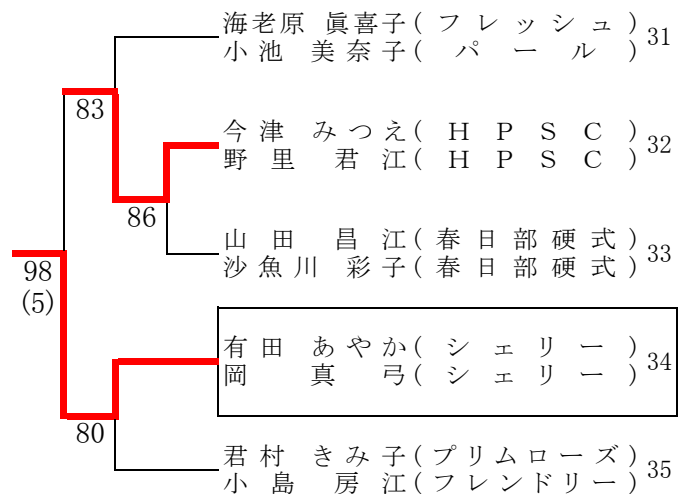 海老原 眞喜子(フレッシュ)
小池 美奈子(パール) 31
83
今津 みつえ(HPSC)
野里 君江(HPSC) 32
86
山田 昌江(春日部硬式)
沙魚川 彩子(春日部硬式) 33
98
(5)
有田 あやか(シェリー)
岡 真弓(シェリー) 34
80
君村 きみ子(プリムローズ)
小島 房江(フレンドリー) 35